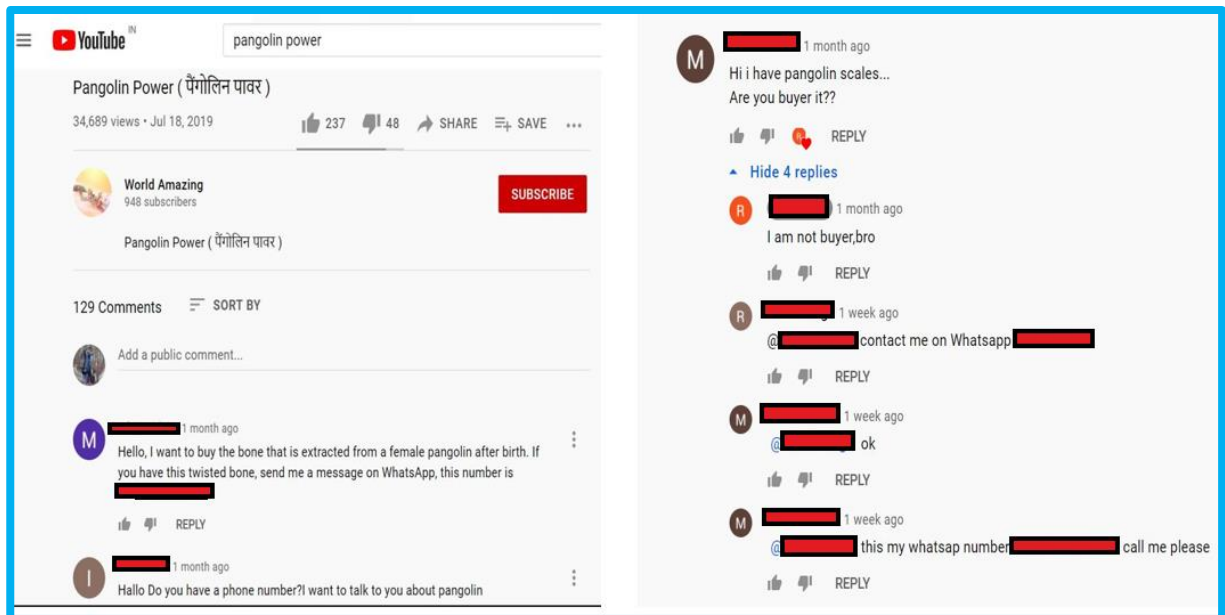 YouTube IN
pangolin power
Pangolin Power ( पैंगोलिन पावर )
34,689 views • Jul 18, 2019
237
48
SHARE
SAVE
World Amazing
948 subscribers
SUBSCRIBE
Pangolin Power ( पैंगोलिन पावर )
129 Comments
SORT BY
Add a public comment...
M
1 month ago
Hello, I want to buy the bone that is extracted from a female pangolin after birth. If
you have this twisted bone, send me a message on WhatsApp, this number is
REPLY
I
1 month ago
Hallo Do you have a phone number?I want to talk to you about pangolin
M
1 month ago
Hi i have pangolin scales...
Are you buyer it??
R
REPLY
Hide 4 replies
R
1 month ago
I am not buyer,bro
REPLY
R
1 week ago
@ contact me on Whatsapp
REPLY
M
1 week ago
@ ok
REPLY
M
1 week ago
@ this my whatsap number call me please
REPLY